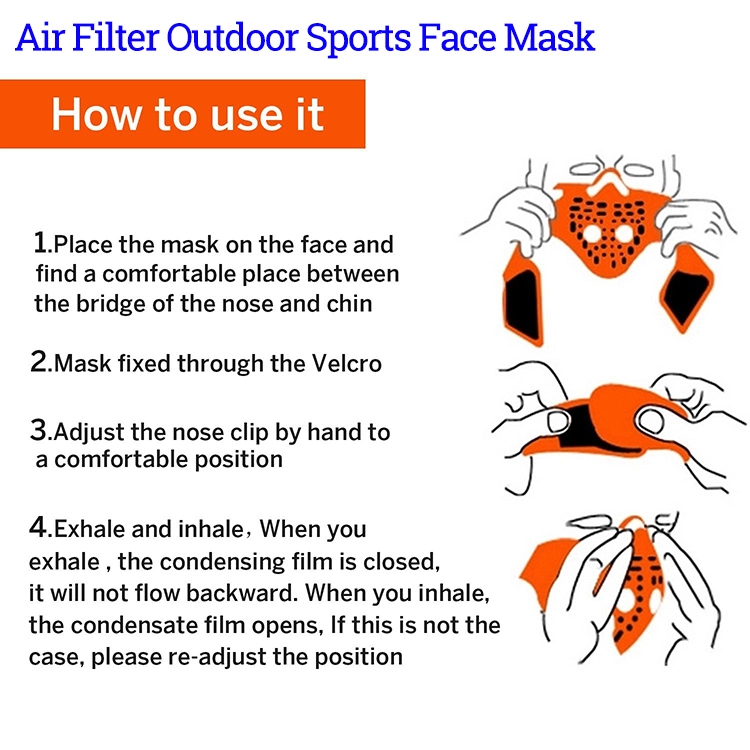 Air Filter Outdoor Sports Face Mask
How to use it
1.Place the mask on the face and
find a comfortable place between
the bridge of the nose and chin
2.Mask fixed through the Velcro
3.Adjust the nose clip by hand to
a comfortable position
4.Exhale and inhale, When you
exhale , the condensing film is closed,
it will not flow backward. When you inhale,
the condensate film opens, If this is not the
case, please re-adjust the position